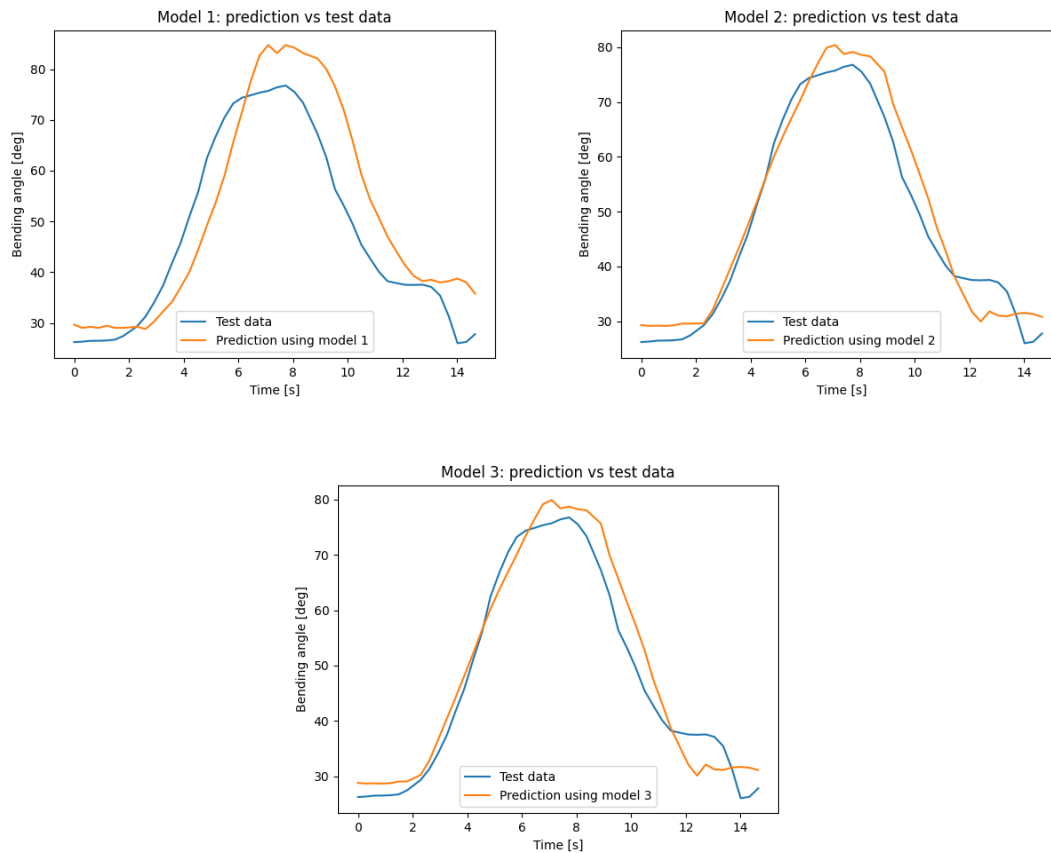 Model 1: prediction vs test data
Bending angle [deg]
80
70
60
50
40
30
Test data
Prediction using model 1
0 2 4 6 8 10 12 14
Time [s]
Model 2: prediction vs test data
Bending angle [deg]
80
70
60
50
40
30
Test data
Prediction using model 2
0 2 4 6 8 10 12 14
Time [s]
Model 3: prediction vs test data
Bending angle [deg]
80
70
60
50
40
30
Test data
Prediction using model 3
0 2 4 6 8 10 12 14
Time [s]